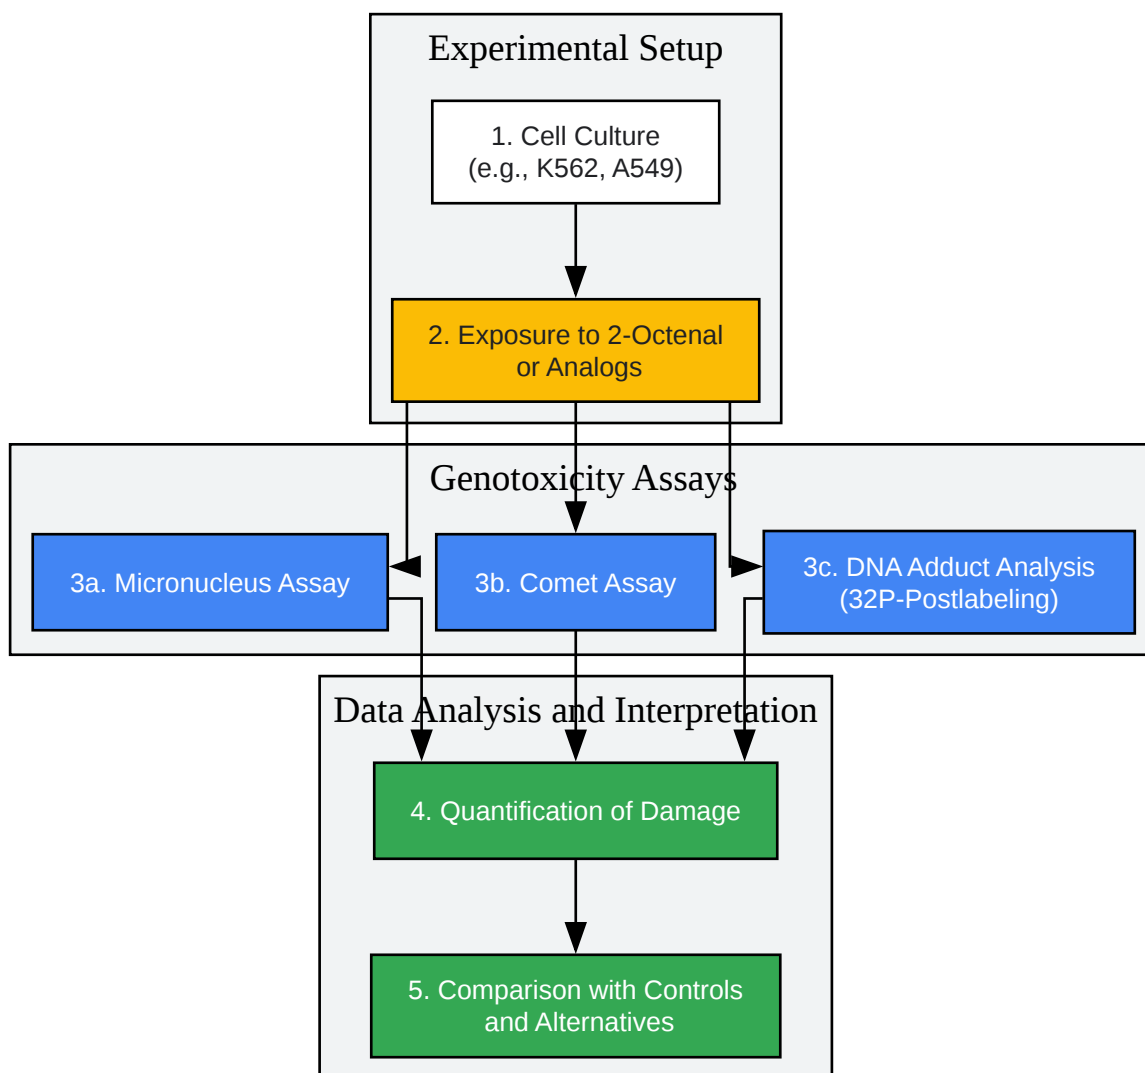 Experimental Setup
1. Cell Culture
(e.g., K562, A549)
2. Exposure to 2-Octenal
or Analogs
Genotoxicity Assays
3a. Micronucleus Assay
3b. Comet Assay
3c. DNA Adduct Analysis
(32P-Postlabeling)
Data Analysis and Interpretation
4. Quantification of Damage
5. Comparison with Controls
and Alternatives